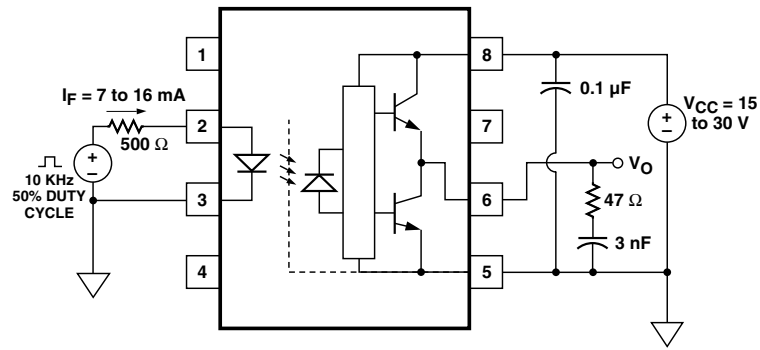 1
8
I_F = 7 to 16 mA
0.1 µF
V_CC = 15
to 30 V
+
–
2
7
500 Ω
+
–
V_O
10 KHz
50% DUTY
CYCLE
3
6
47 Ω
3 nF
4
5